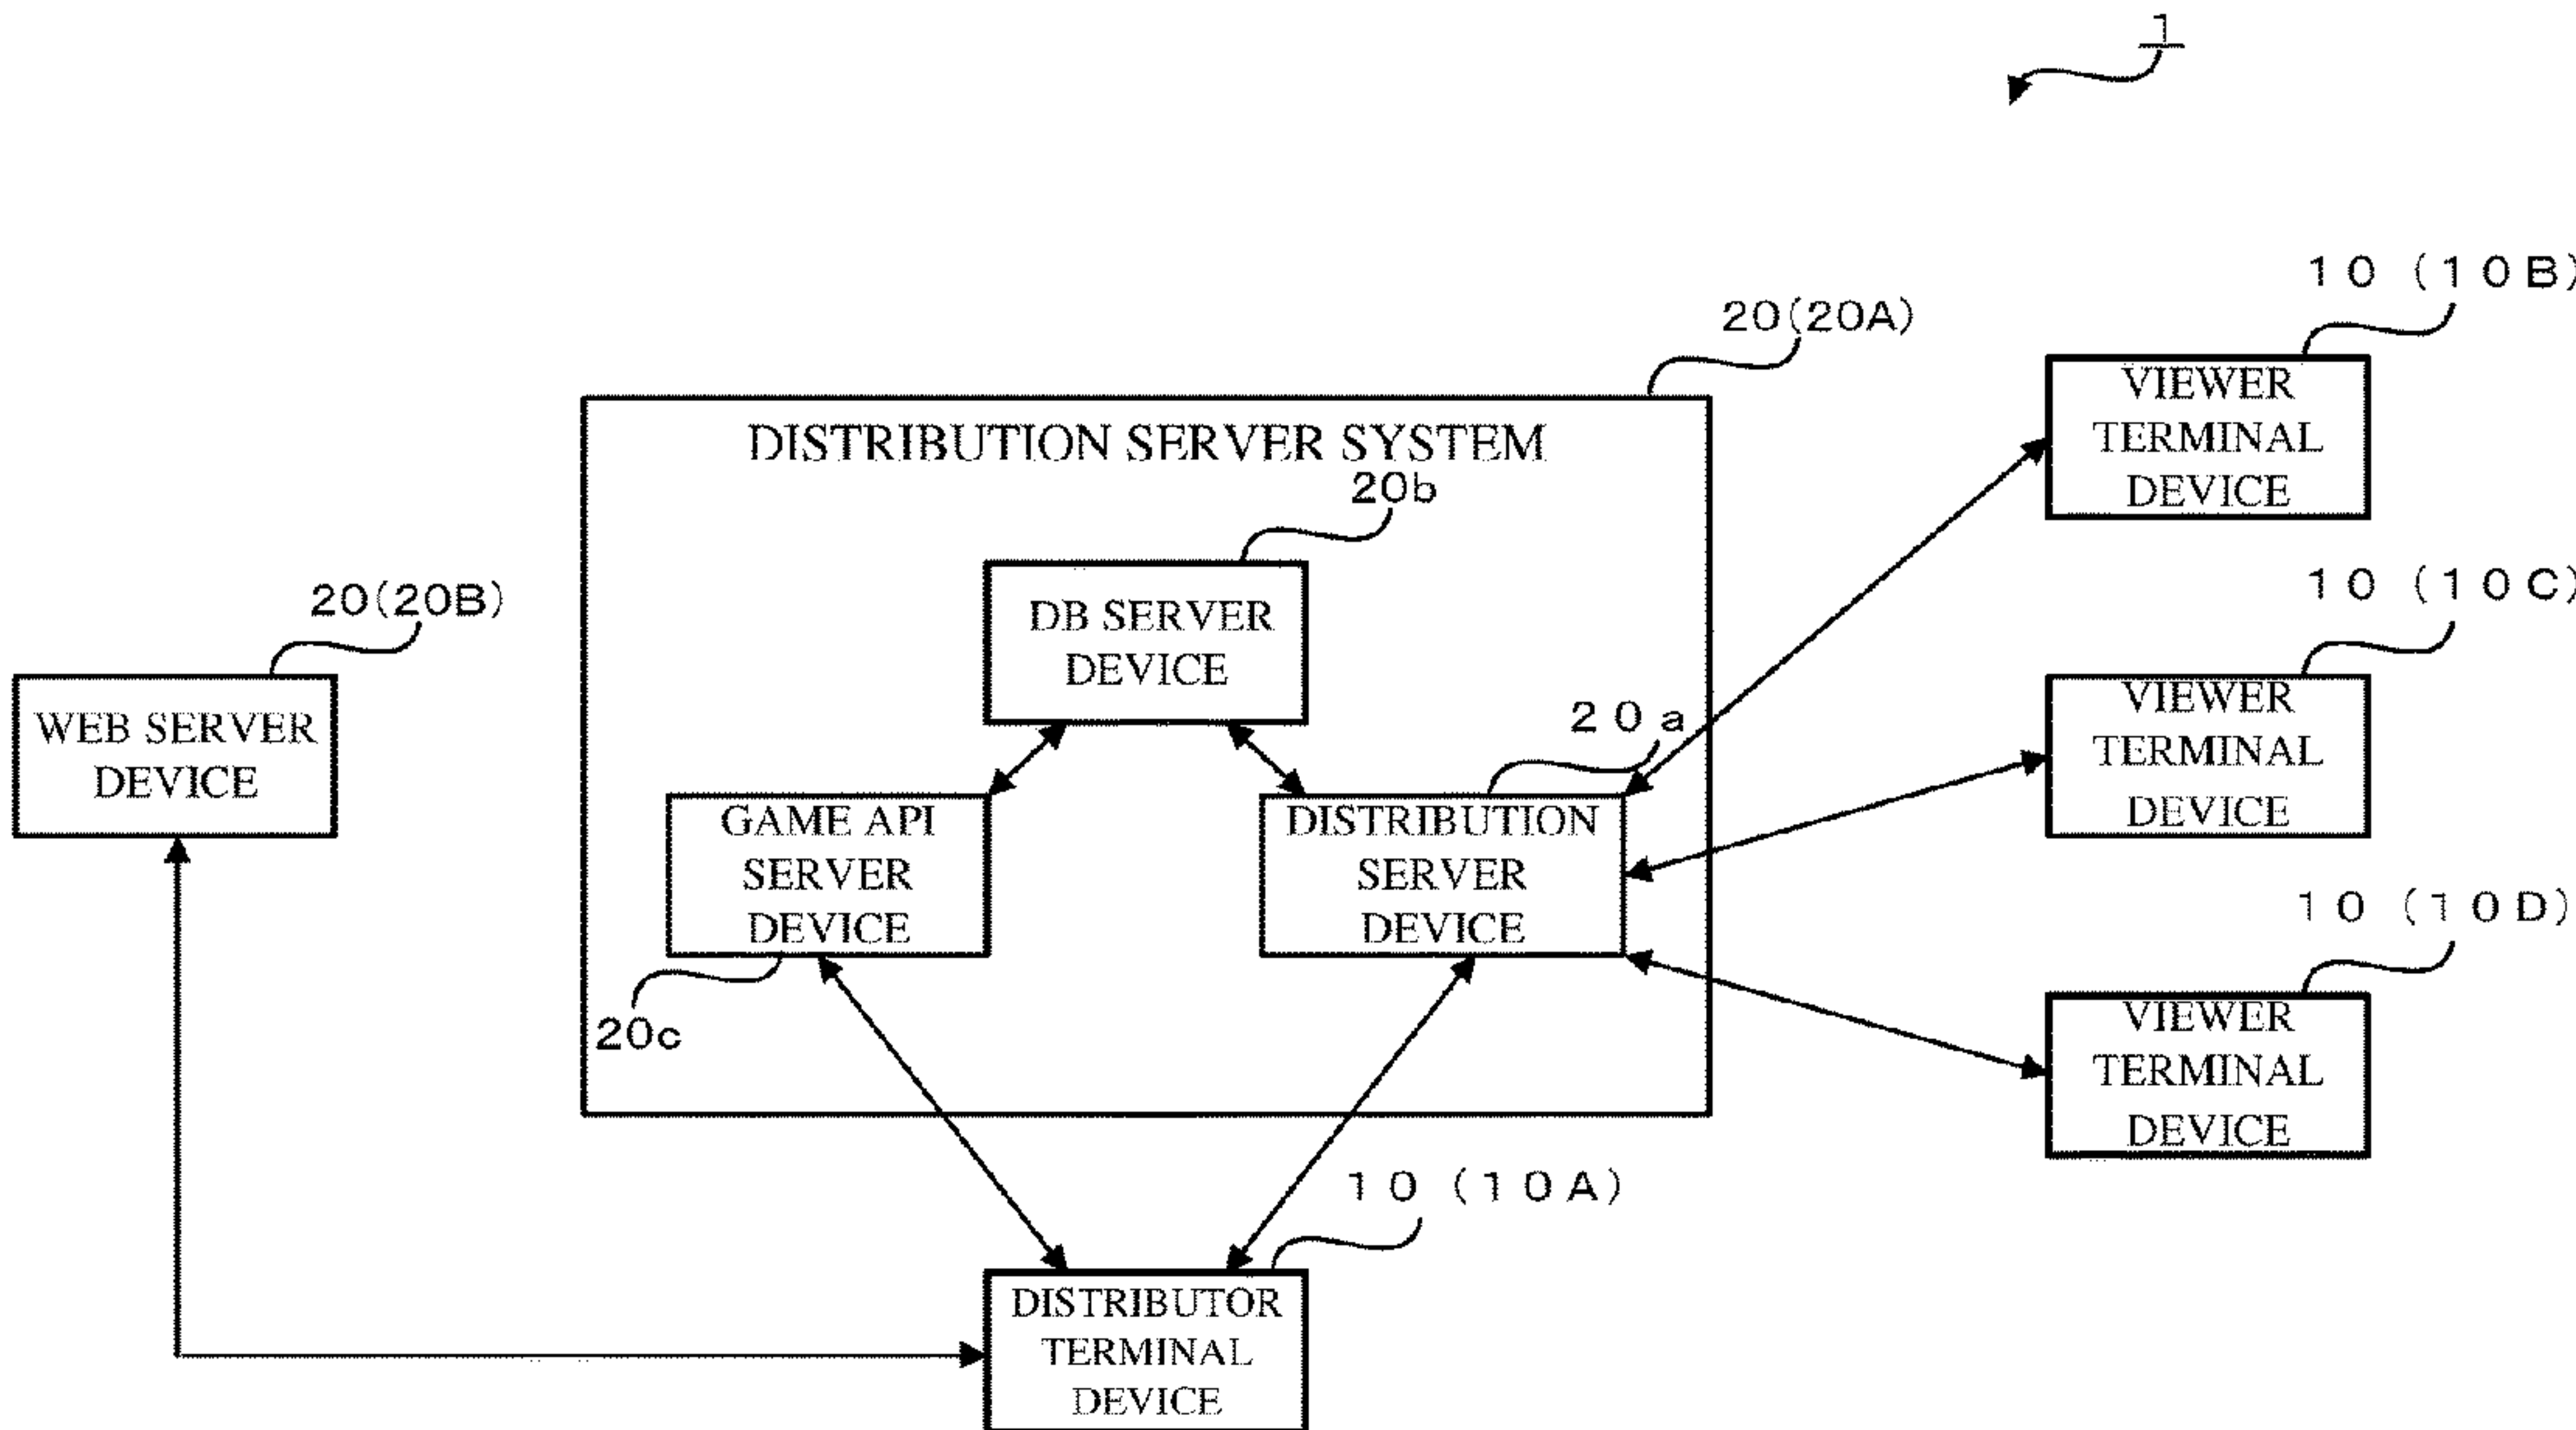 1
10 (10B)
20(20A)
VIEWER
TERMINAL
DEVICE
DISTRIBUTION SERVER SYSTEM
20b
DB SERVER
DEVICE
20(20B)
WEB SERVER
DEVICE
10 (10C)
VIEWER
TERMINAL
DEVICE
20a
GAME API
SERVER
DEVICE
20c
DISTRIBUTION
SERVER
DEVICE
10 (10D)
VIEWER
TERMINAL
DEVICE
10 (10A)
DISTRIBUTOR
TERMINAL
DEVICE